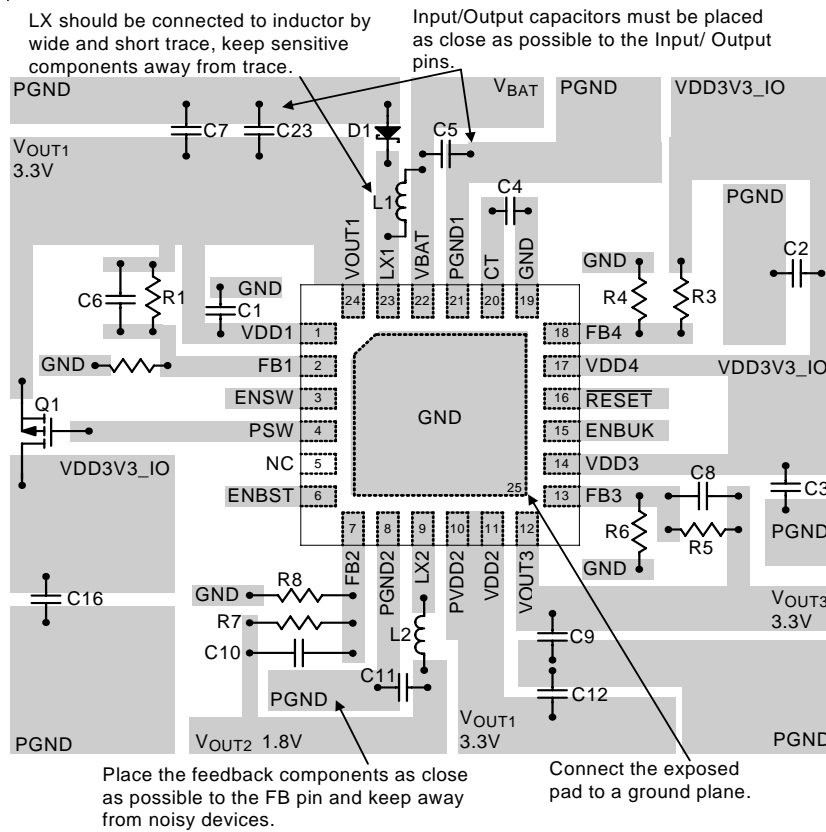 LX should be connected to inductor by
wide and short trace, keep sensitive
components away from trace.
Input/Output capacitors must be placed
as close as possible to the Input/ Output
pins.
PGND
VBAT
PGND
VDD3V3_IO
C7
C23
D1
C5
VOUT1
3.3V
L1
C4
PGND
C2
VOUT1
LX1
VBAT
PGND1
CT
GND
GND
GND
C6
R1
C1
24
23
22
21
20
19
R4
R3
VDD1
1
18
FB4
GND
FB1
2
17
VDD4
VDD3V3_IO
ENSW
3
16
RESET
Q1
PSW
4
GND
15
ENBUK
VDD3V3_IO
NC
5
14
VDD3
C8
C3
ENBST
6
25
13
FB3
7
8
9
10
11
12
R6
R5
PGND
FB2
PGND2
LX2
PVDD2
VDD2
VOUT3
GND
C16
GND
R8
R7
L2
C9
VOUT3
3.3V
C10
C11
C12
PGND
PGND
VOUT2 1.8V
VOUT1
3.3V
PGND
Place the feedback components as close
as possible to the FB pin and keep away
from noisy devices.
Connect the exposed
pad to a ground plane.